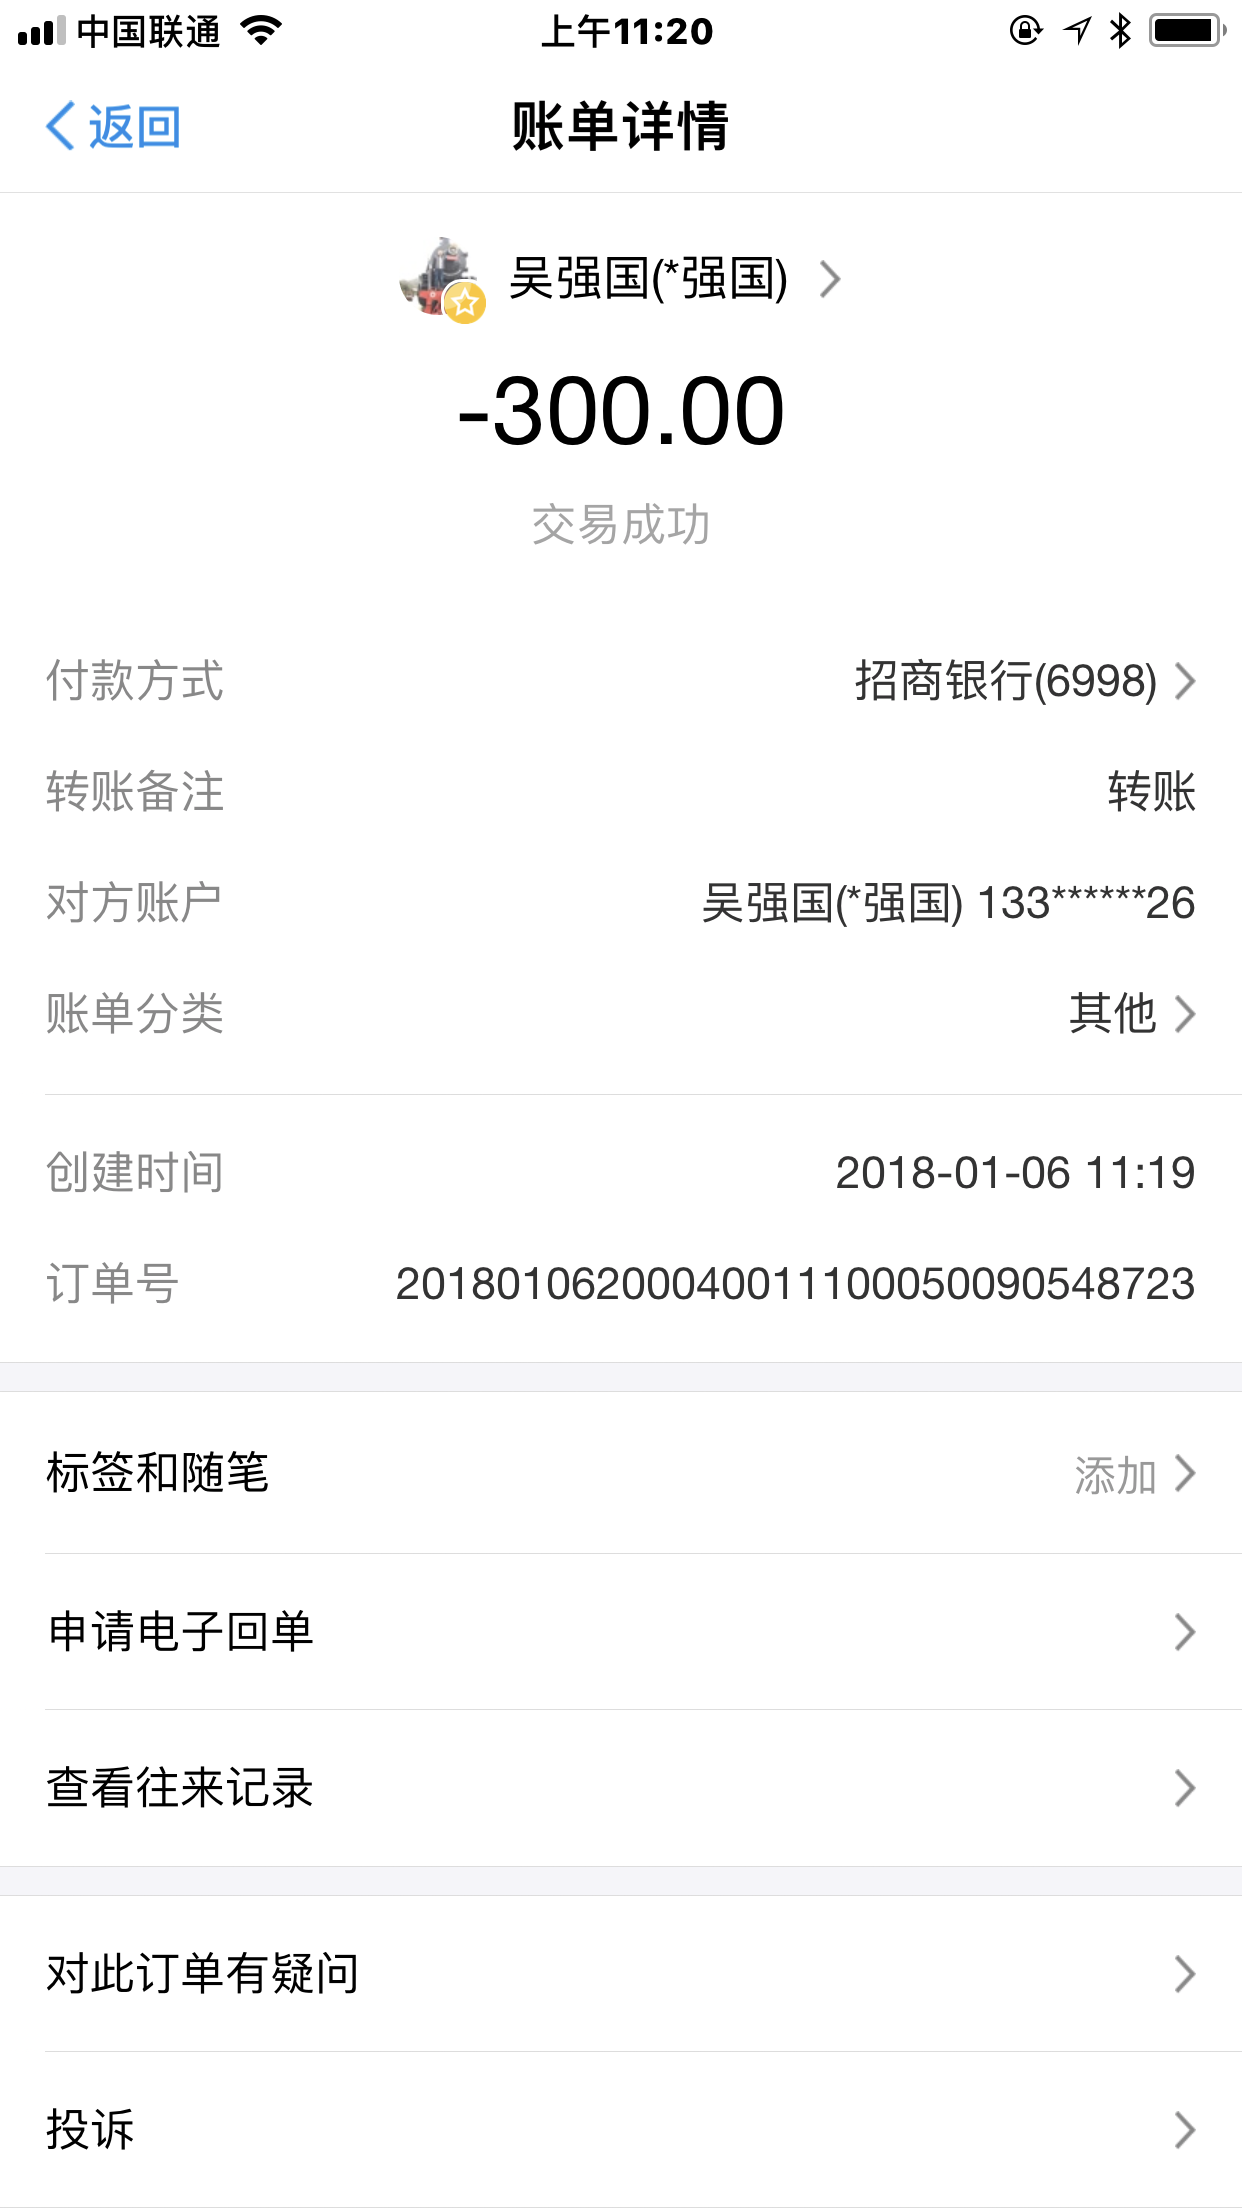 中国联通 上午11:20
返回 账单详情
吴强国(*强国)
-300.00
交易成功
付款方式 招商银行(6998)
转账备注 转账
对方账户 吴强国(*强国) 133******26
账单分类 其他
创建时间 2018-01-06 11:19
订单号 20180106200040011100050090548723
标签和随笔 添加
申请电子回单
查看往来记录
对此订单有疑问
投诉